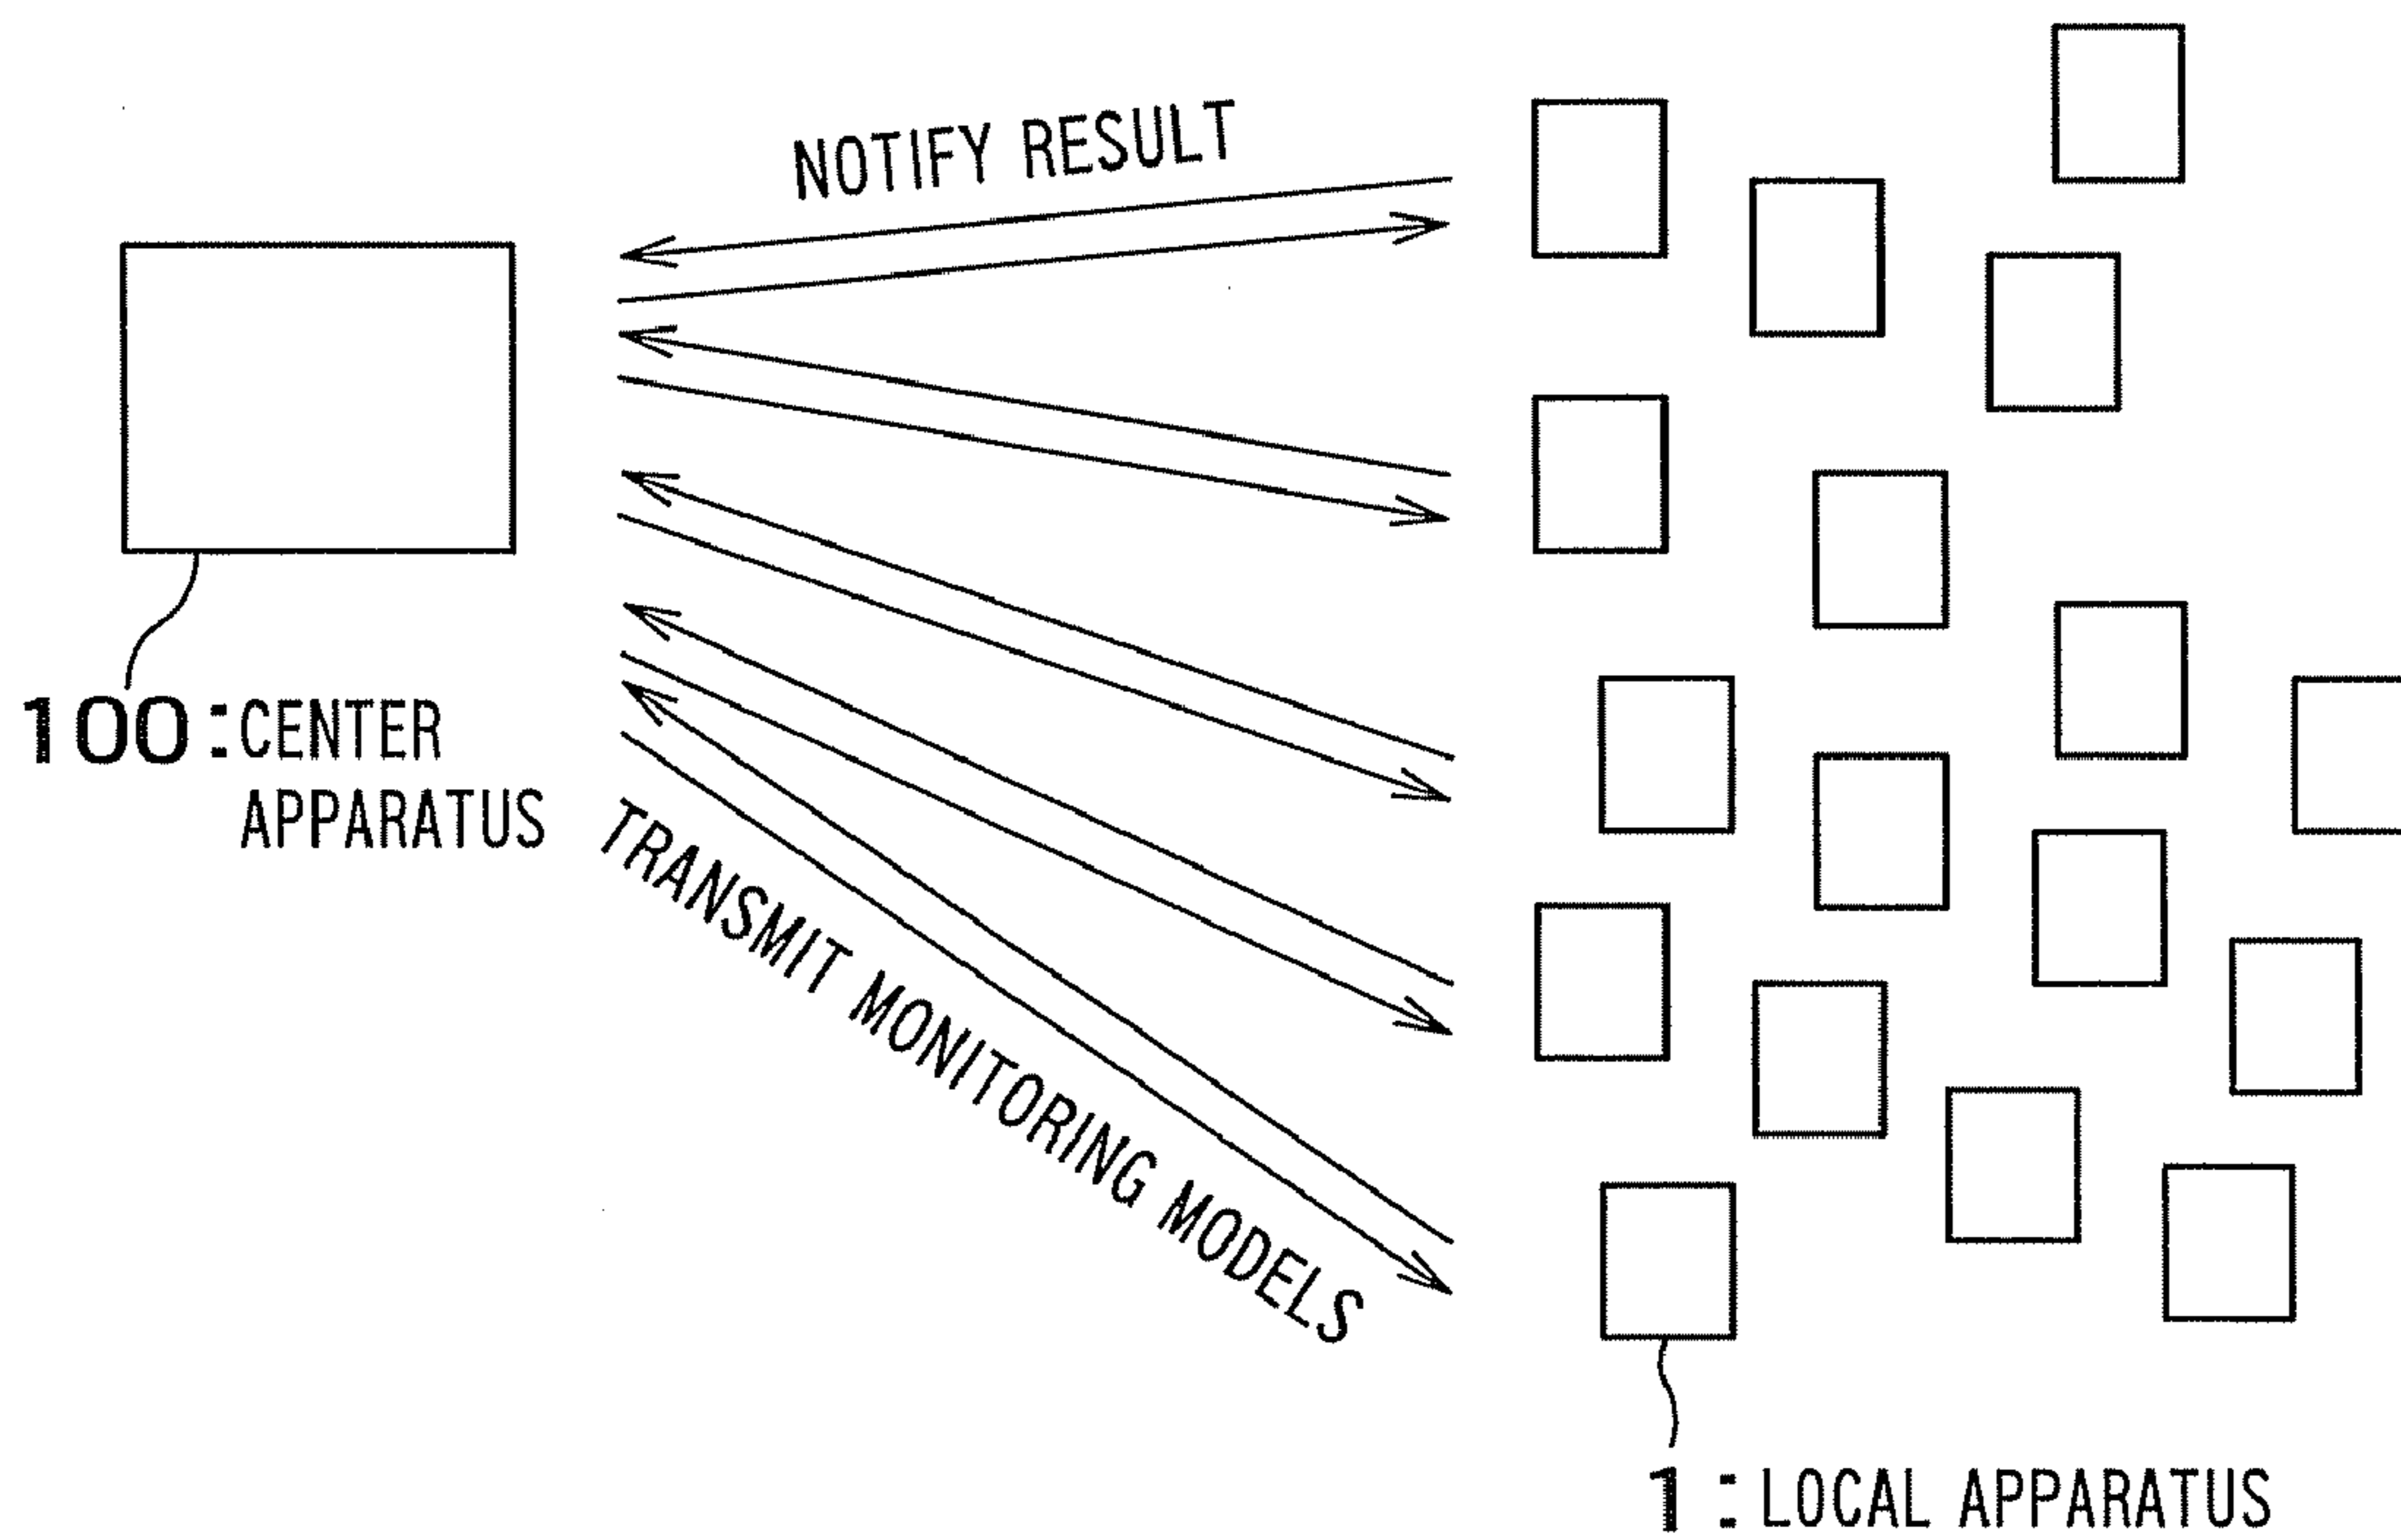 NOTIFY RESULT
100 : CENTER
APPARATUS
TRANSMIT MONITORING MODELS
1 : LOCAL APPARATUS